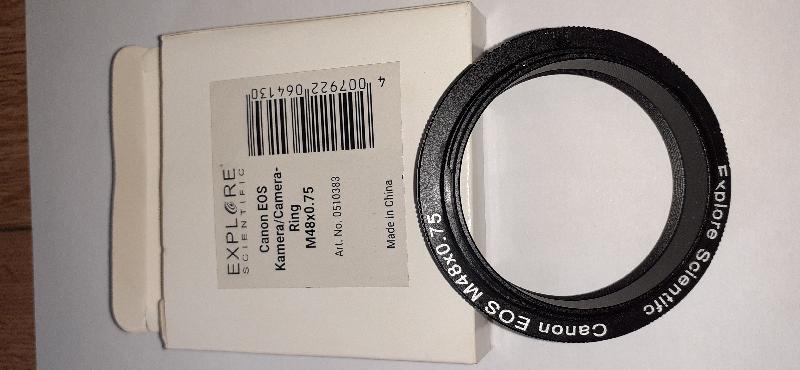 EXPLORE
SCIENTIFIC
Canon EOS
Kamera/Camera-
Ring
M48x0.75
Art. No. 0510383
Made in China
4 007922 064130
Canon EOS M48x0.75
Explore Scientifc